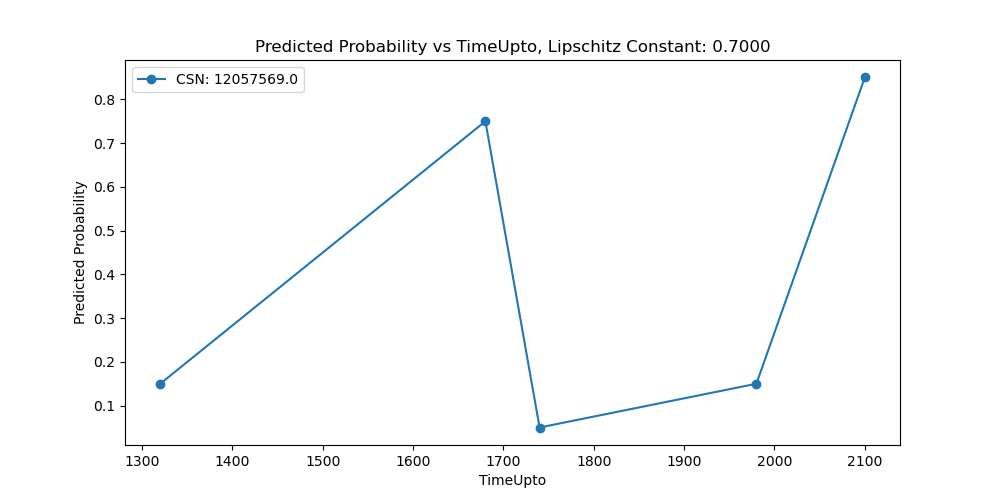 Predicted Probability vs TimeUpto, Lipschitz Constant: 0.7000
CSN: 12057569.0
Predicted Probability
0.8
0.7
0.6
0.5
0.4
0.3
0.2
0.1
1300 1400 1500 1600 1700 1800 1900 2000 2100
TimeUpto